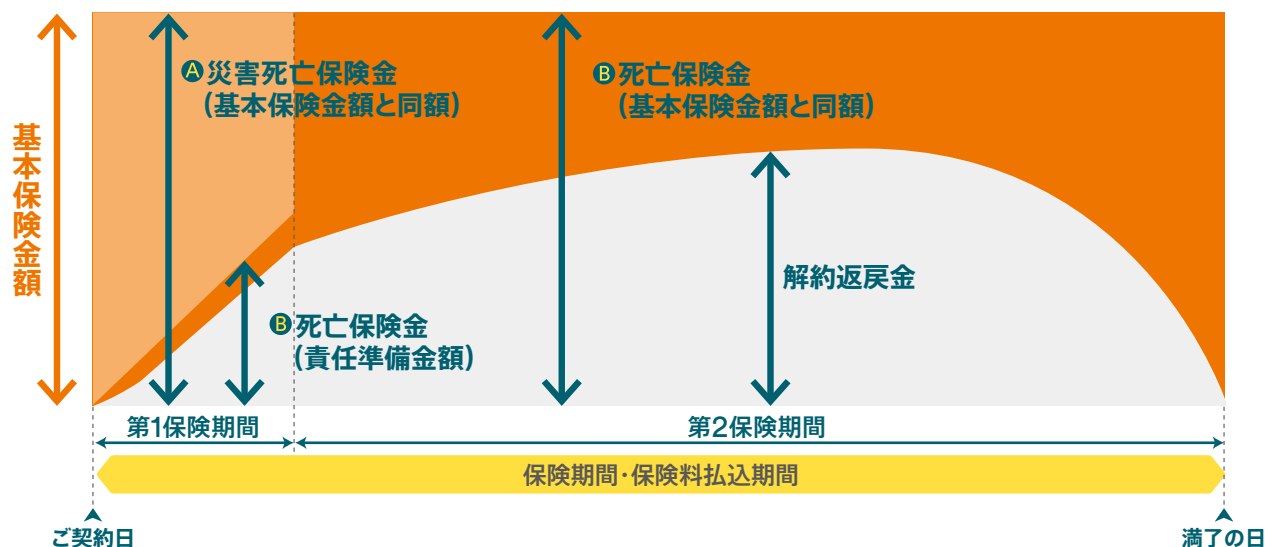 基本保険金額
Ⓐ災害死亡保険金
(基本保険金額と同額)
Ⓑ死亡保険金
(基本保険金額と同額)
解約返戻金
Ⓑ死亡保険金
(責任準備金額)
第1保険期間
第2保険期間
保険期間・保険料払込期間
ご契約日
満了の日